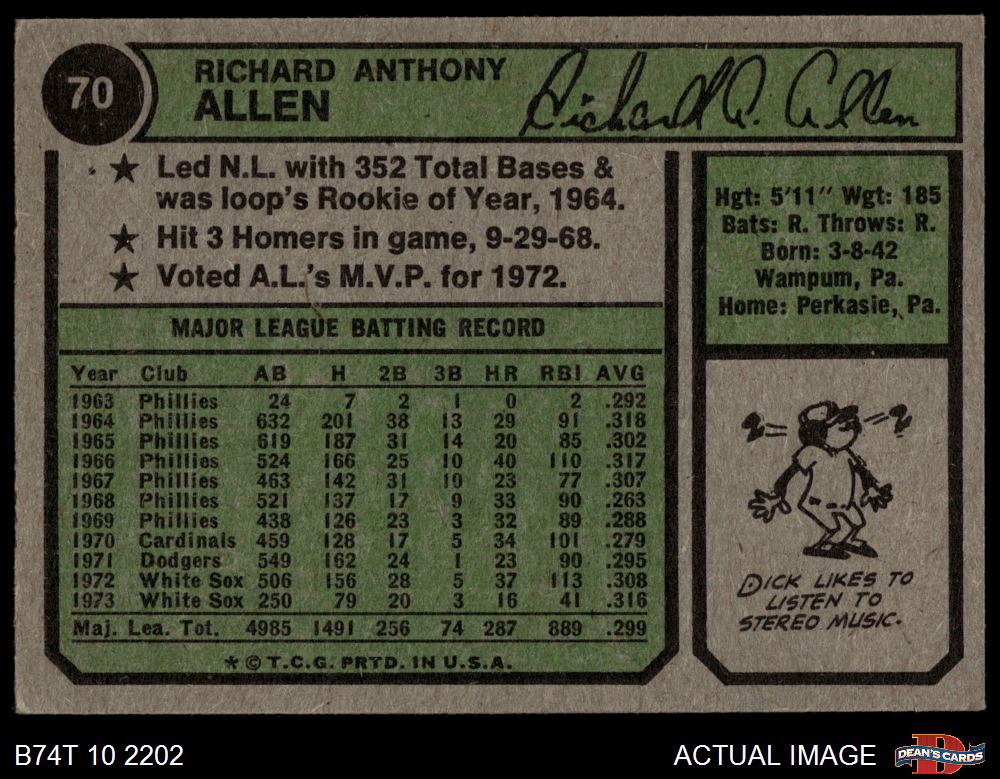 70
RICHARD ANTHONY
ALLEN
Richard A. Allen
★ Led N.L. with 352 Total Bases &
was loop's Rookie of Year, 1964.
★ Hit 3 Homers in game, 9-29-68.
★ Voted A.L.'s M.V.P. for 1972.
Hgt: 5'11" Wgt: 185
Bats: R. Throws: R.
Born: 3-8-42
Wampum, Pa.
Home: Perkasie, Pa.
MAJOR LEAGUE BATTING RECORD
Year Club AB H 2B 3B HR RBI AVG
1963 Phillies 24 7 2 1 0 2 .292
1964 Phillies 632 201 38 13 29 91 .318
1965 Phillies 619 187 31 14 20 85 .302
1966 Phillies 524 166 25 10 40 110 .317
1967 Phillies 463 142 31 10 23 77 .307
1968 Phillies 521 137 17 9 33 90 .263
1969 Phillies 438 126 23 3 32 89 .288
1970 Cardinals 459 128 17 5 34 101 .279
1971 Dodgers 549 162 24 1 23 90 .295
1972 White Sox 506 156 28 5 37 113 .308
1973 White Sox 250 79 20 3 16 41 .316
Maj. Lea. Tot. 4985 1491 256 74 287 889 .299
* © T.C.G. PRTD. IN U.S.A.
DICK LIKES TO
LISTEN TO
STEREO MUSIC.
B74T 10 2202
ACTUAL IMAGE
DEAN'S CARDS